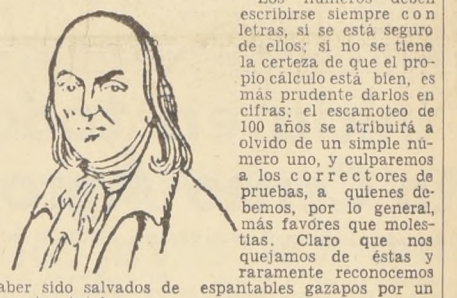 Los números deben
escribirse siempre con
letras, si se está seguro
de ellos; si no se tiene
la certeza de que el pro-
pio cálculo está bien, es
más prudente darlos en
cifras; el escamoteo de
100 años se atribuirá a
olvido de un simple nú-
mero uno, y culparemos
a los correctores de
pruebas, a quienes de-
bemos, por lo general,
más favores que moles-
tias. Claro que nos
quejamos de éstas y
raramente reconocemos
aber sido salvados de espantables gazapos por un